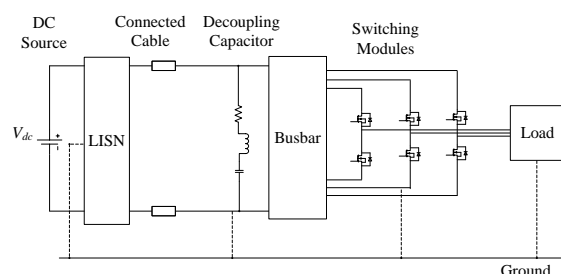 DC
Source
Connected
Cable
Decoupling
Capacitor
Switching
Modules
Vdc
+
LISN
Busbar
Load
Ground